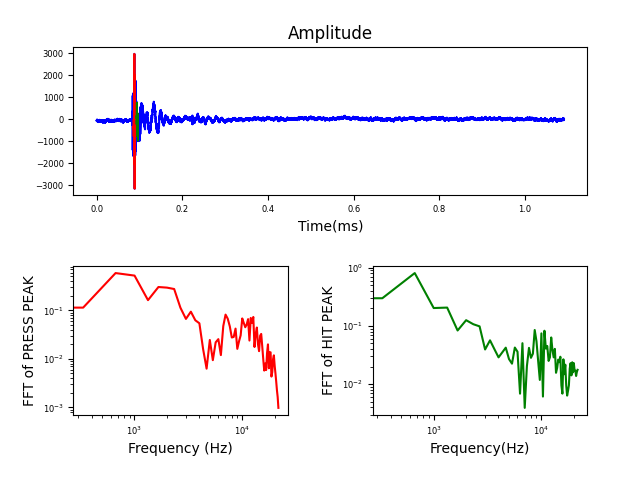 Amplitude
3000
2000
1000
0
−1000
−2000
−3000
0.0 0.2 0.4 0.6 0.8 1.0
Time(ms)
FFT of PRESS PEAK
10⁻¹
10⁻²
10⁻³
10³ 10⁴
Frequency (Hz)
FFT of HIT PEAK
10⁰
10⁻¹
10⁻²
10³ 10⁴
Frequency(Hz)